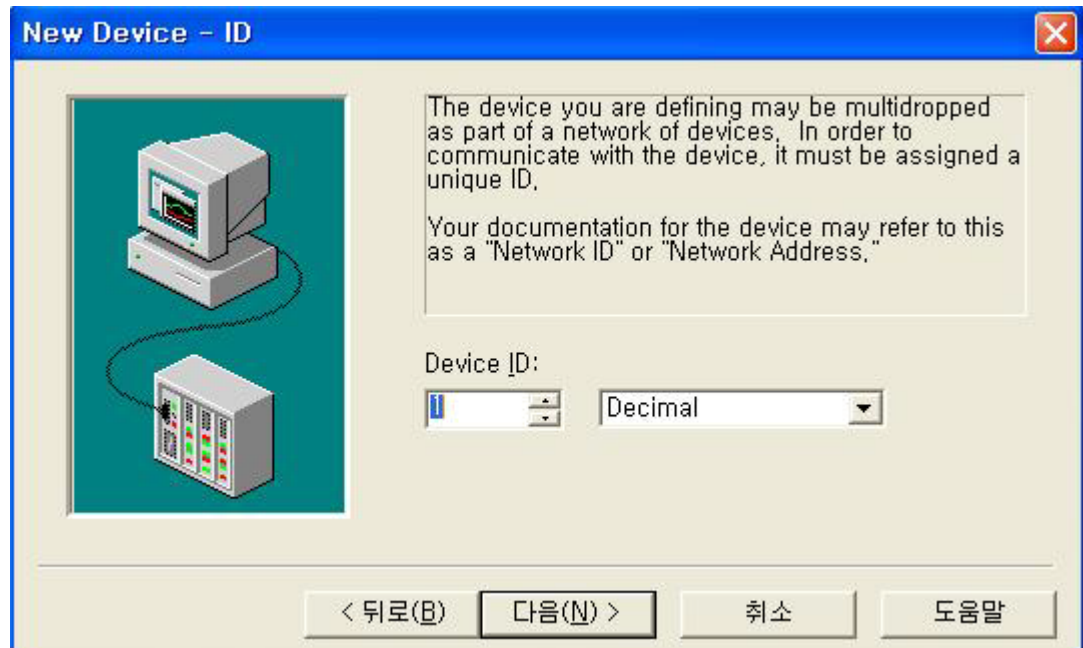 New Device - ID
The device you are defining may be multidropped
as part of a network of devices. In order to
communicate with the device, it must be assigned a
unique ID.
Your documentation for the device may refer to this
as a "Network ID" or "Network Address."
Device ID:
1 Decimal
< 뒤로(B) 다음(N) > 취소 도움말